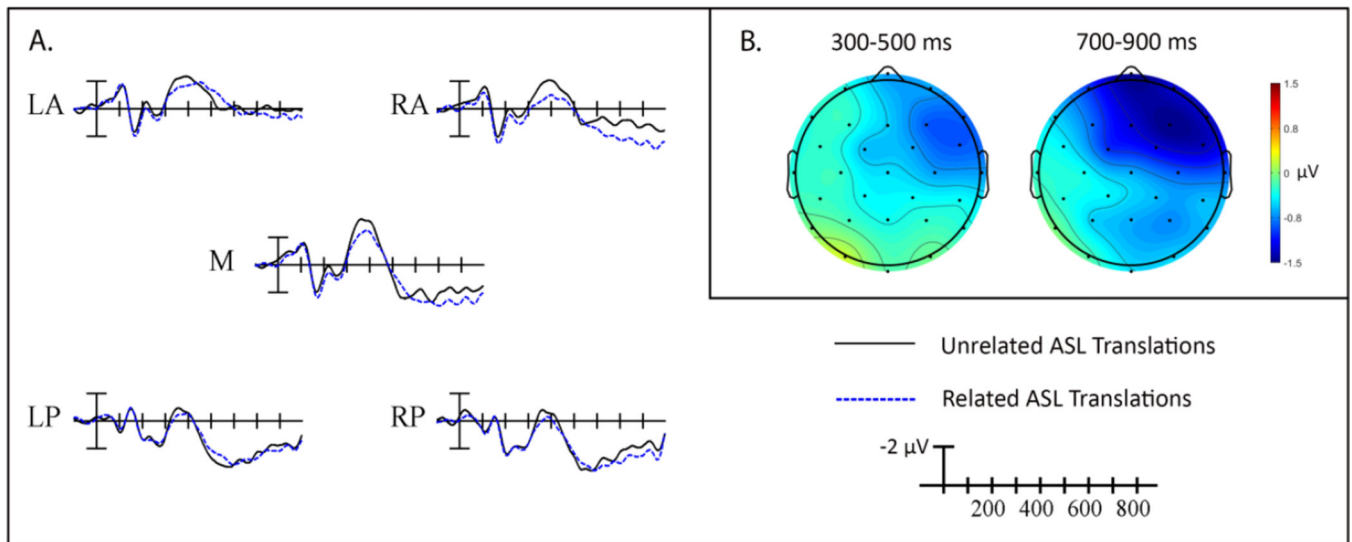 A.
LA
RA
M
LP
RP
B.
300-500 ms
700-900 ms
1.5
0.8
0
μV
-0.8
-1.5
Unrelated ASL Translations
Related ASL Translations
-2 μV
200 400 600 800